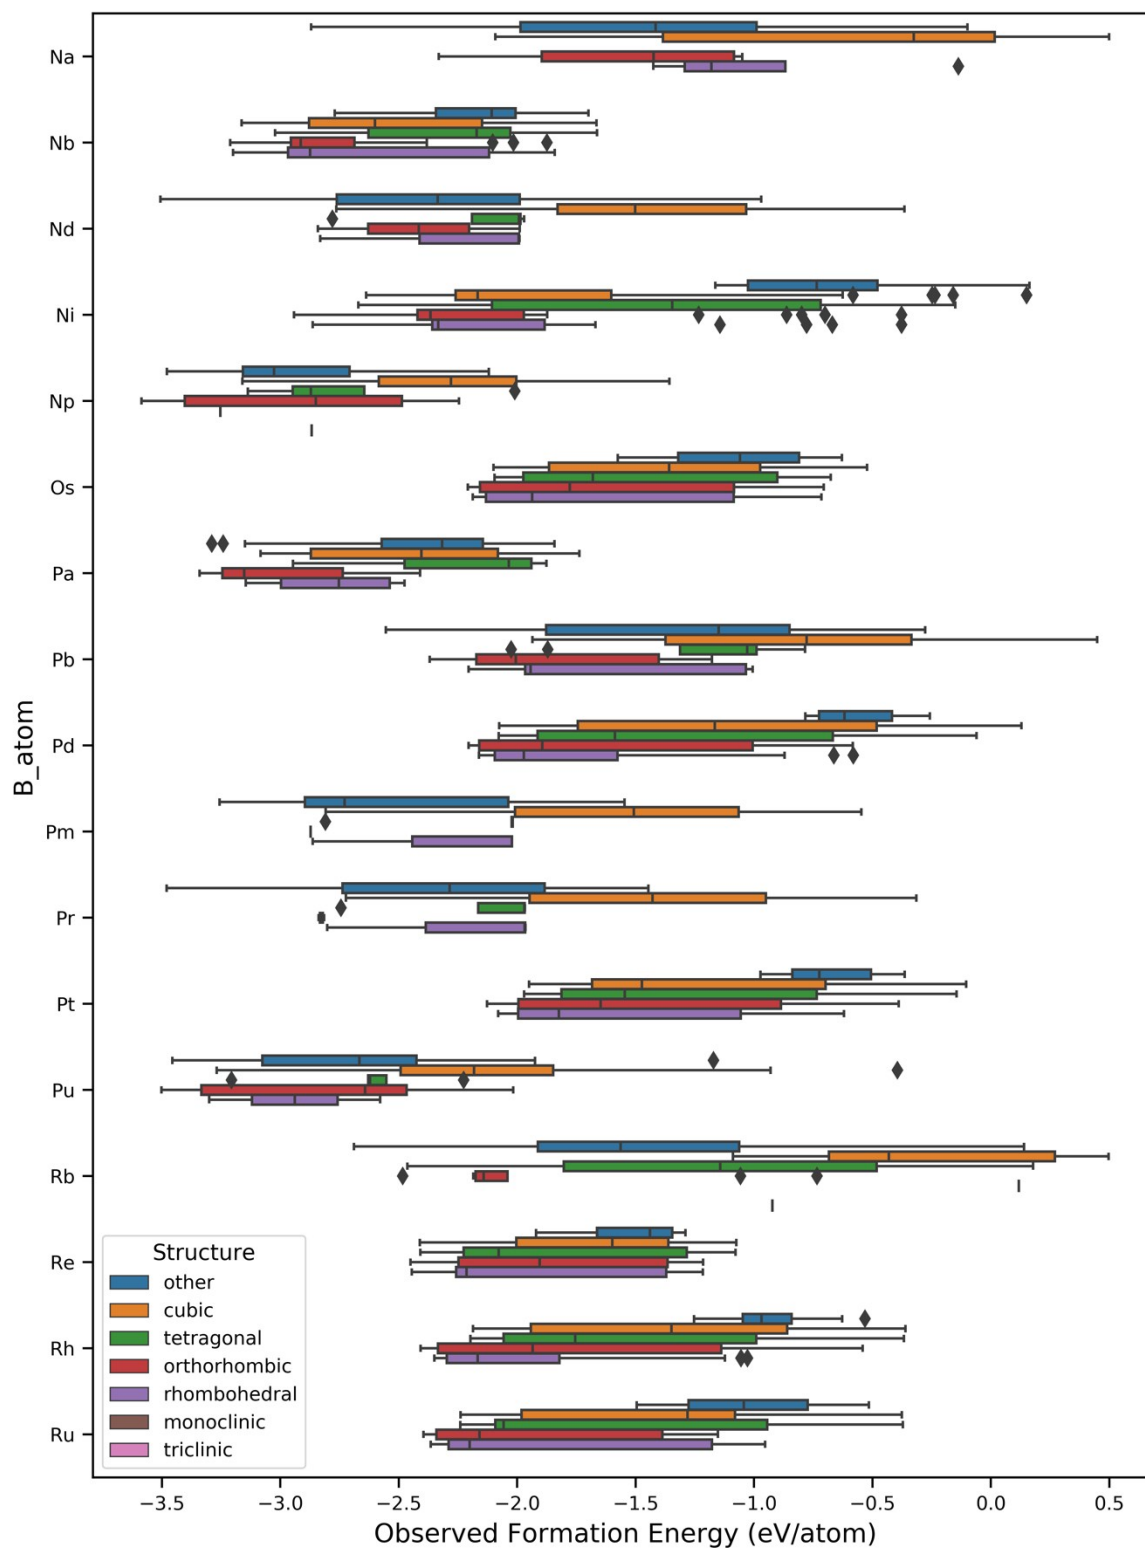 Na
Nb
Nd
Ni
Np
Os
Pa
Pb
Pd
Pm
Pr
Pt
Pu
Rb
Re
Rh
Ru
B_atom
Structure
other
cubic
tetragonal
orthorhombic
rhombohedral
monoclinic
triclinic
−3.5 −3.0 −2.5 −2.0 −1.5 −1.0 −0.5 0.0 0.5
Observed Formation Energy (eV/atom)